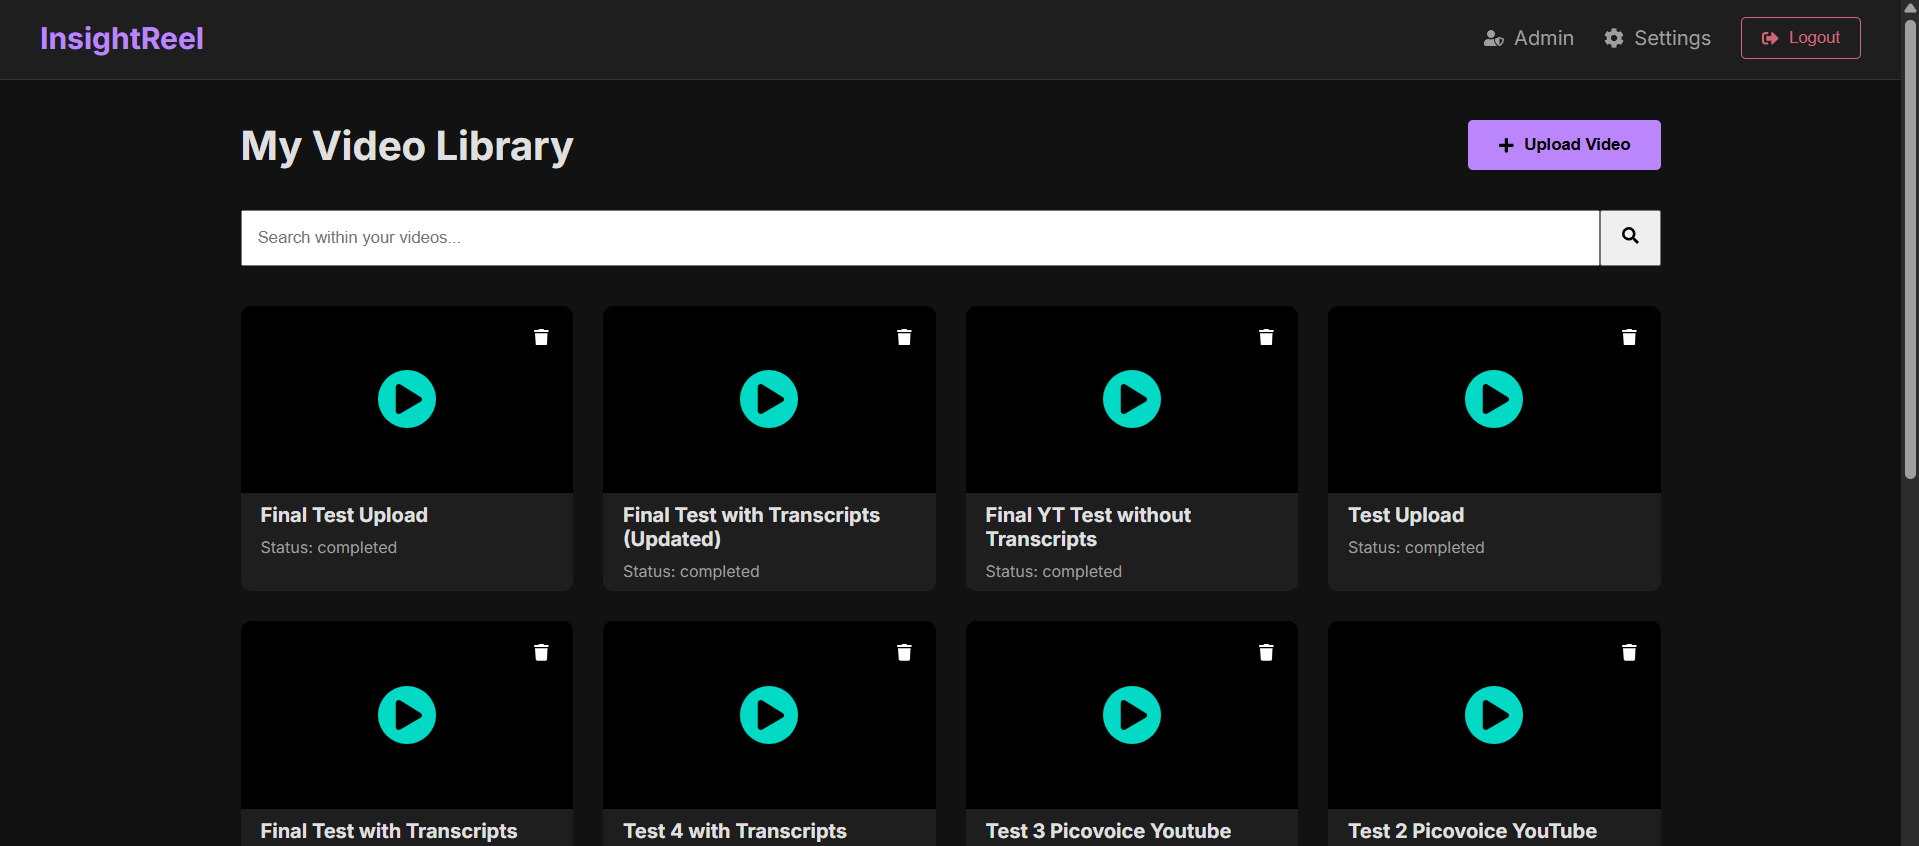 InsightReel
Admin
Settings
Logout
My Video Library
Upload Video
Search within your videos...
Final Test Upload
Status: completed
Final Test with Transcripts
(Updated)
Status: completed
Final YT Test without
Transcripts
Status: completed
Test Upload
Status: completed
Final Test with Transcripts
Test 4 with Transcripts
Test 3 Picovoice Youtube
Test 2 Picovoice YouTube